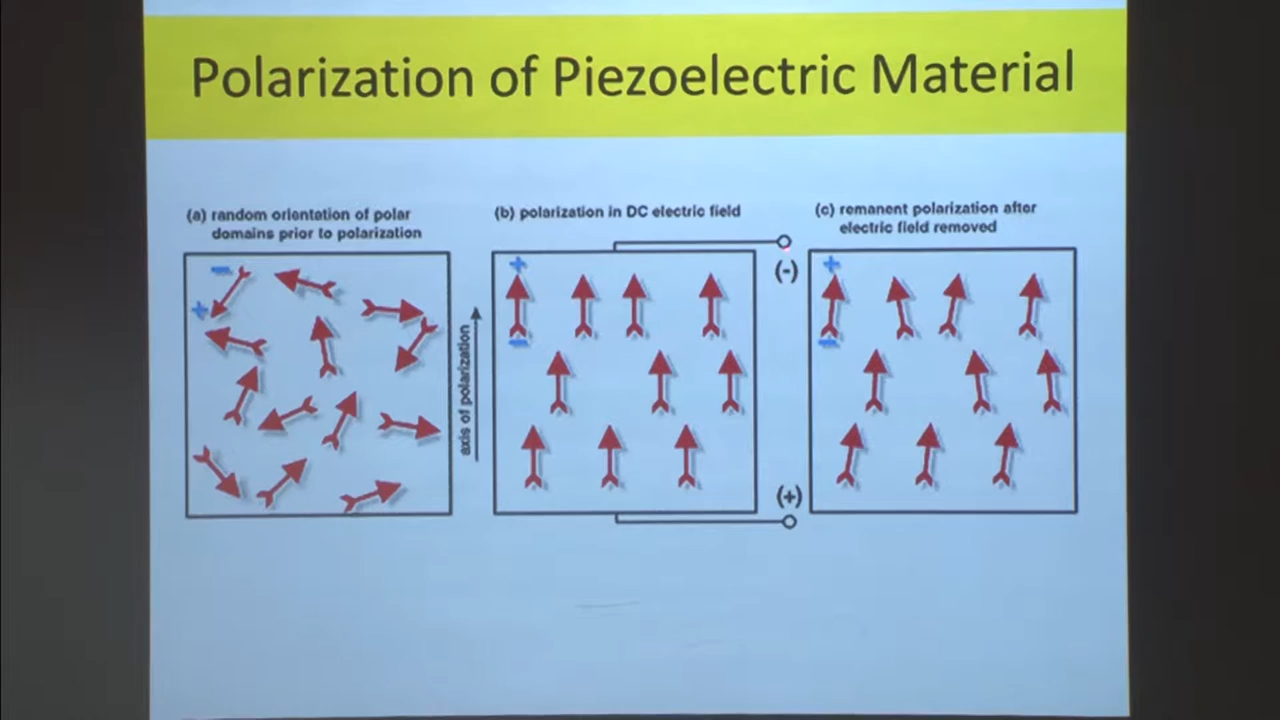 Polarization of Piezoelectric Material
(a) random orientation of polar
domains prior to polarization
(b) polarization in DC electric field
(c) remanent polarization after
electric field removed
- 
+
axis of polarization
+
-
(-)
(+)
+
-